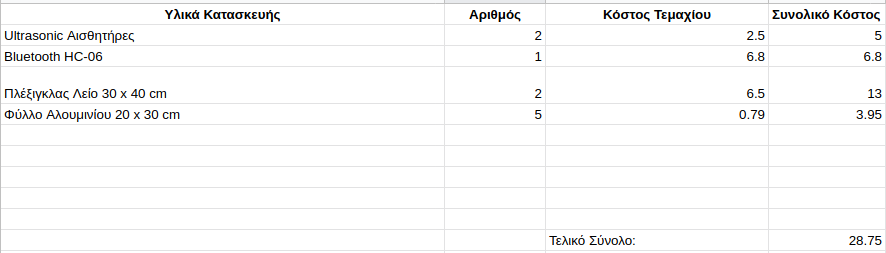 Υλικά Κατασκευής Αριθμός Κόστος Τεμαχίου Συνολικό Κόστος
Ultrasonic Αισθητήρες 2 2.5 5
Bluetooth HC-06 1 6.8 6.8
Πλέξιγκλας Λείο 30 x 40 cm 2 6.5 13
Φύλλο Αλουμινίου 20 x 30 cm 5 0.79 3.95
Τελικό Σύνολο: 28.75